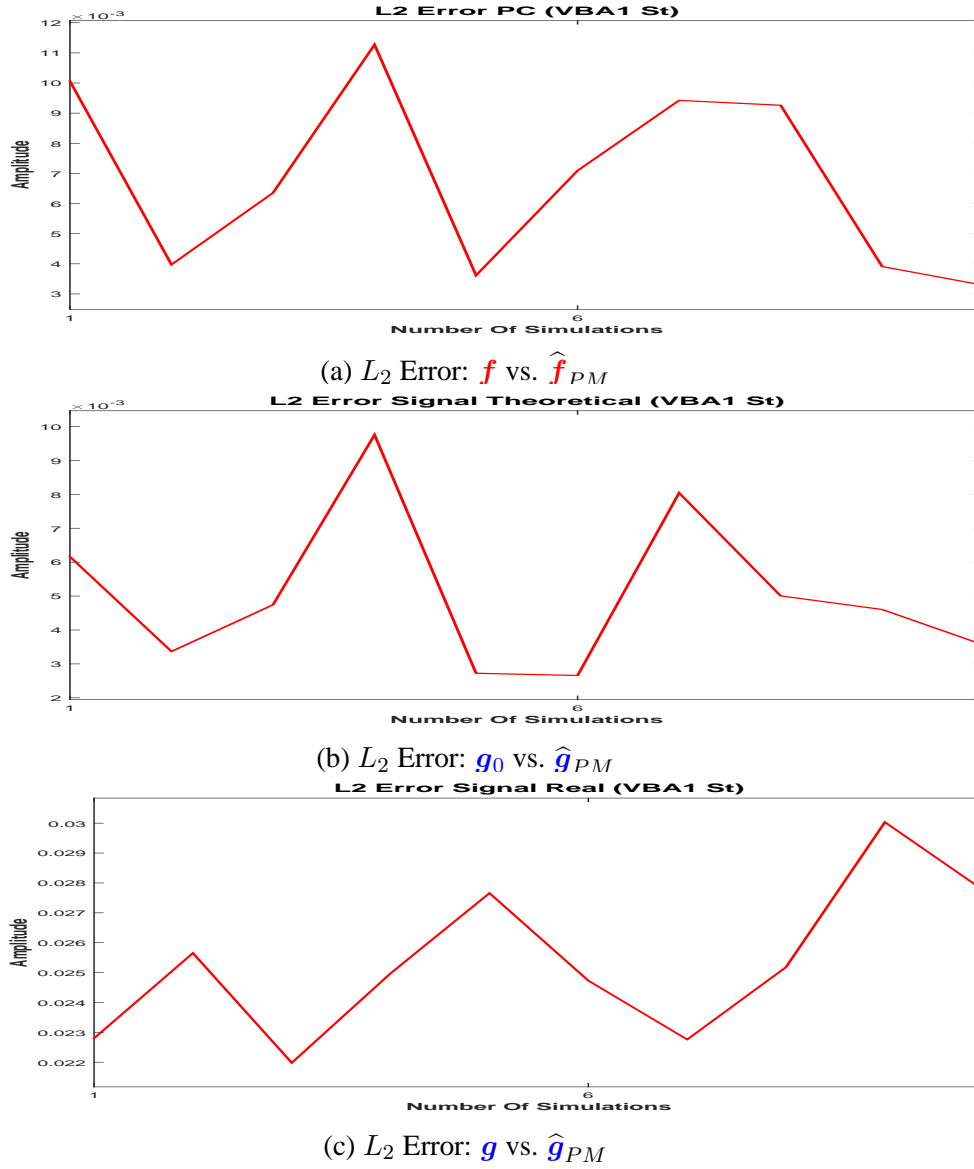 L2 Error PC (VBA1 St)
×10⁻³
12
11
10
9
8
7
6
5
4
3
Amplitude
1 6
Number Of Simulations
(a) L₂ Error: f vs. f̂_PM
L2 Error Signal Theoretical (VBA1 St)
×10⁻³
10
9
8
7
6
5
4
3
2
Amplitude
1 6
Number Of Simulations
(b) L₂ Error: g₀ vs. ĝ_PM
L2 Error Signal Real (VBA1 St)
0.03
0.029
0.028
0.027
0.026
0.025
0.024
0.023
0.022
Amplitude
1 6
Number Of Simulations
(c) L₂ Error: g vs. ĝ_PM